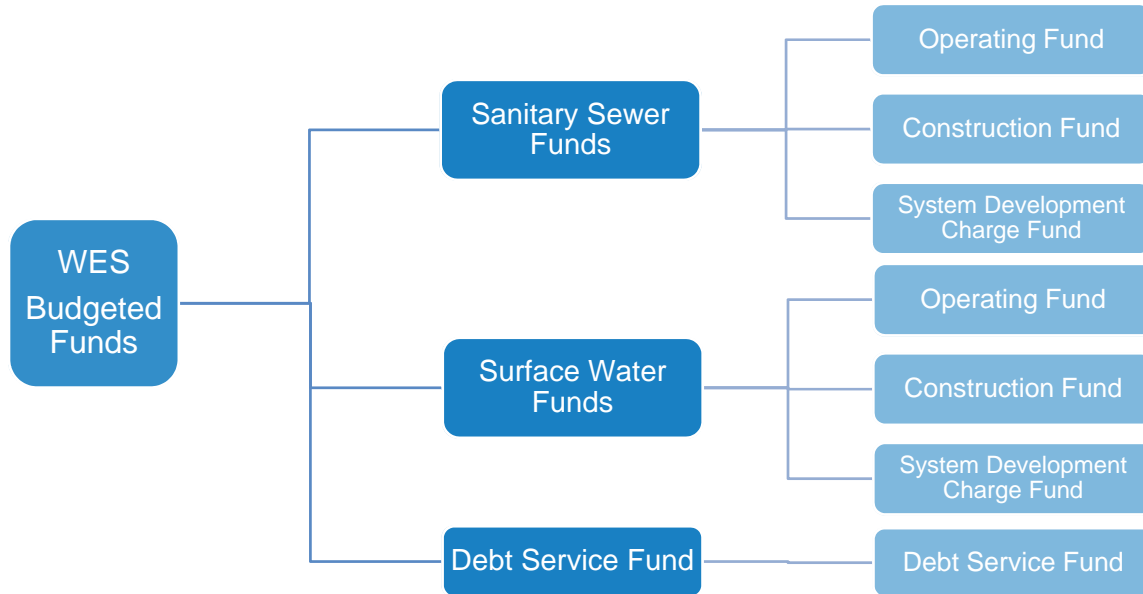 WES
Budgeted
Funds
Sanitary Sewer
Funds
Operating Fund
Construction Fund
System Development
Charge Fund
Surface Water
Funds
Operating Fund
Construction Fund
System Development
Charge Fund
Debt Service Fund
Debt Service Fund